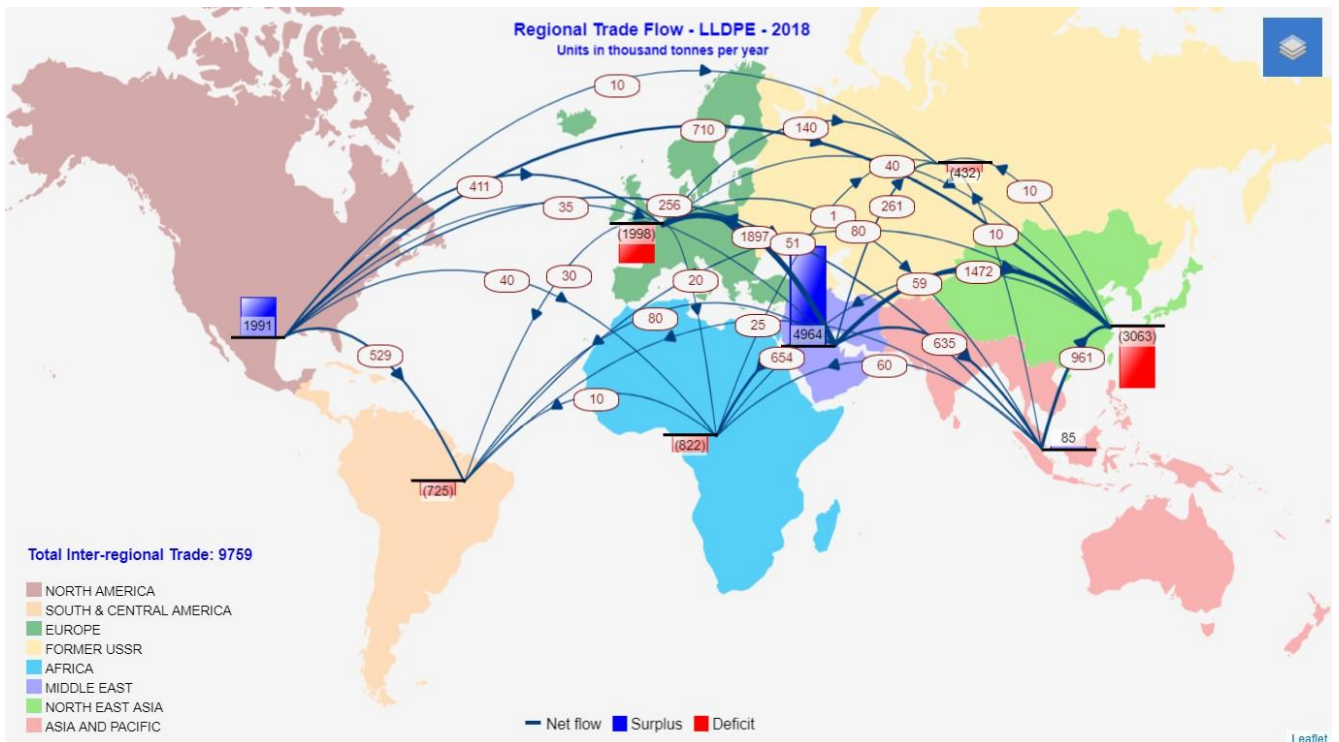 Regional Trade Flow - LLDPE - 2018
Units in thousand tonnes per year
10
710
140
40
(432)
10
411
35
256
1
261
(1998)
1897
51
80
10
40
30
20
59
1472
1991
80
25
4964
(3063)
529
654
635
60
961
10
(822)
85
(725)
Total Inter-regional Trade: 9759
NORTH AMERICA
SOUTH & CENTRAL AMERICA
EUROPE
FORMER USSR
AFRICA
MIDDLE EAST
NORTH EAST ASIA
ASIA AND PACIFIC
Net flow Surplus Deficit
Leaflet